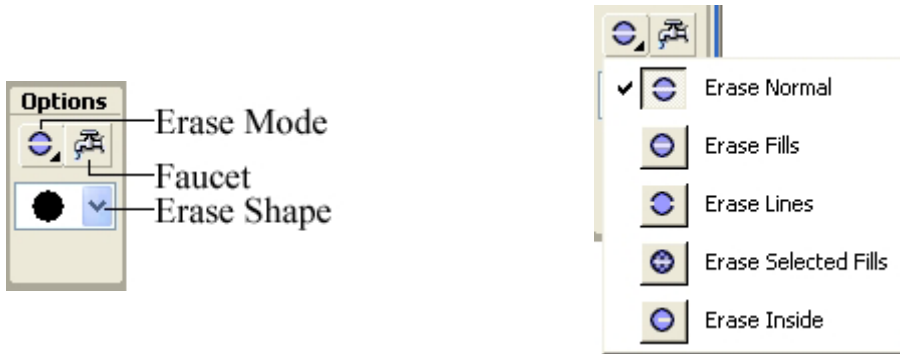 Options
Erase Mode
Faucet
Erase Shape
Erase Normal
Erase Fills
Erase Lines
Erase Selected Fills
Erase Inside